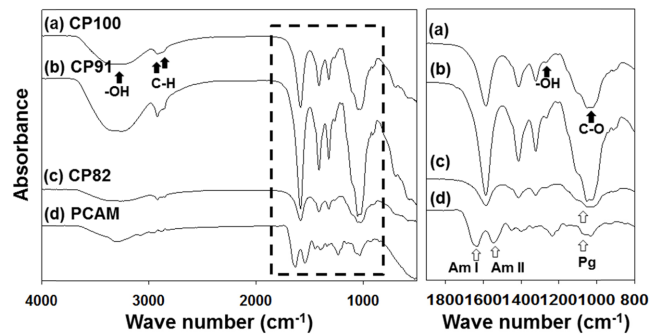 (a) CP100
(b) CP91
-OH
C-H
(c) CP82
(d) PCAM
Absorbance
4000
3000
2000
1000
Wave number (cm⁻¹)
(a)
(b)
-OH
C-O
(c)
(d)
Am I
Am II
Pg
1800
1600
1400
1200
1000
800
Wave number (cm⁻¹)